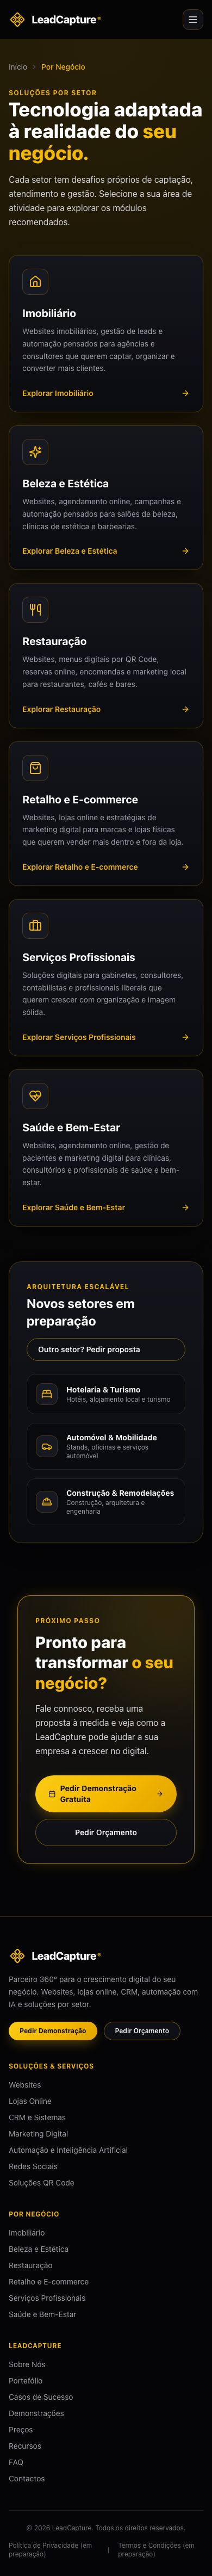 LeadCapture®
Início > Por Negócio
SOLUÇÕES POR SETOR
Tecnologia adaptada
à realidade do seu
negócio.
Cada setor tem desafios próprios de captação,
atendimento e gestão. Selecione a sua área de
atividade para explorar os módulos
recomendados.
Imobiliário
Websites imobiliários, gestão de leads e
automação pensados para agências e
consultores que querem captar, organizar e
converter mais clientes.
Explorar Imobiliário
Beleza e Estética
Websites, agendamento online, campanhas e
automação pensados para salões de beleza,
clínicas de estética e barbearias.
Explorar Beleza e Estética
Restauração
Websites, menus digitais por QR Code,
reservas online, encomendas e marketing local
para restaurantes, cafés e bares.
Explorar Restauração
Retalho e E-commerce
Websites, lojas online e estratégias de
marketing digital para marcas e lojas físicas
que querem vender mais dentro e fora da loja.
Explorar Retalho e E-commerce
Serviços Profissionais
Soluções digitais para gabinetes, consultores,
contabilistas e profissionais liberais que
querem crescer com organização e imagem
sólida.
Explorar Serviços Profissionais
Saúde e Bem-Estar
Websites, agendamento online, gestão de
pacientes e marketing digital para clínicas,
consultórios e profissionais de saúde e bem-
estar.
Explorar Saúde e Bem-Estar
ARQUITETURA ESCALÁVEL
Novos setores em
preparação
Outro setor? Pedir proposta
Hotelaria & Turismo
Hotéis, alojamento local e turismo
Automóvel & Mobilidade
Stands, oficinas e serviços
automóvel
Construção & Remodelações
Construção, arquitetura e
engenharia
PRÓXIMO PASSO
Pronto para
transformar o seu
negócio?
Fale connosco, receba uma
proposta à medida e veja como a
LeadCapture pode ajudar a sua
empresa a crescer no digital.
Pedir Demonstração
Gratuita
Pedir Orçamento
LeadCapture®
Parceiro 360° para o crescimento digital do seu
negócio. Websites, lojas online, CRM, automação com
IA e soluções por setor.
Pedir Demonstração
Pedir Orçamento
SOLUÇÕES & SERVIÇOS
Websites
Lojas Online
CRM e Sistemas
Marketing Digital
Automação e Inteligência Artificial
Redes Sociais
Soluções QR Code
POR NEGÓCIO
Imobiliário
Beleza e Estética
Restauração
Retalho e E-commerce
Serviços Profissionais
Saúde e Bem-Estar
LEADCAPTURE
Sobre Nós
Portefólio
Casos de Sucesso
Demonstrações
Preços
Recursos
FAQ
Contactos
© 2026 LeadCapture. Todos os direitos reservados.
Política de Privacidade (em preparação) | Termos e Condições (em preparação)